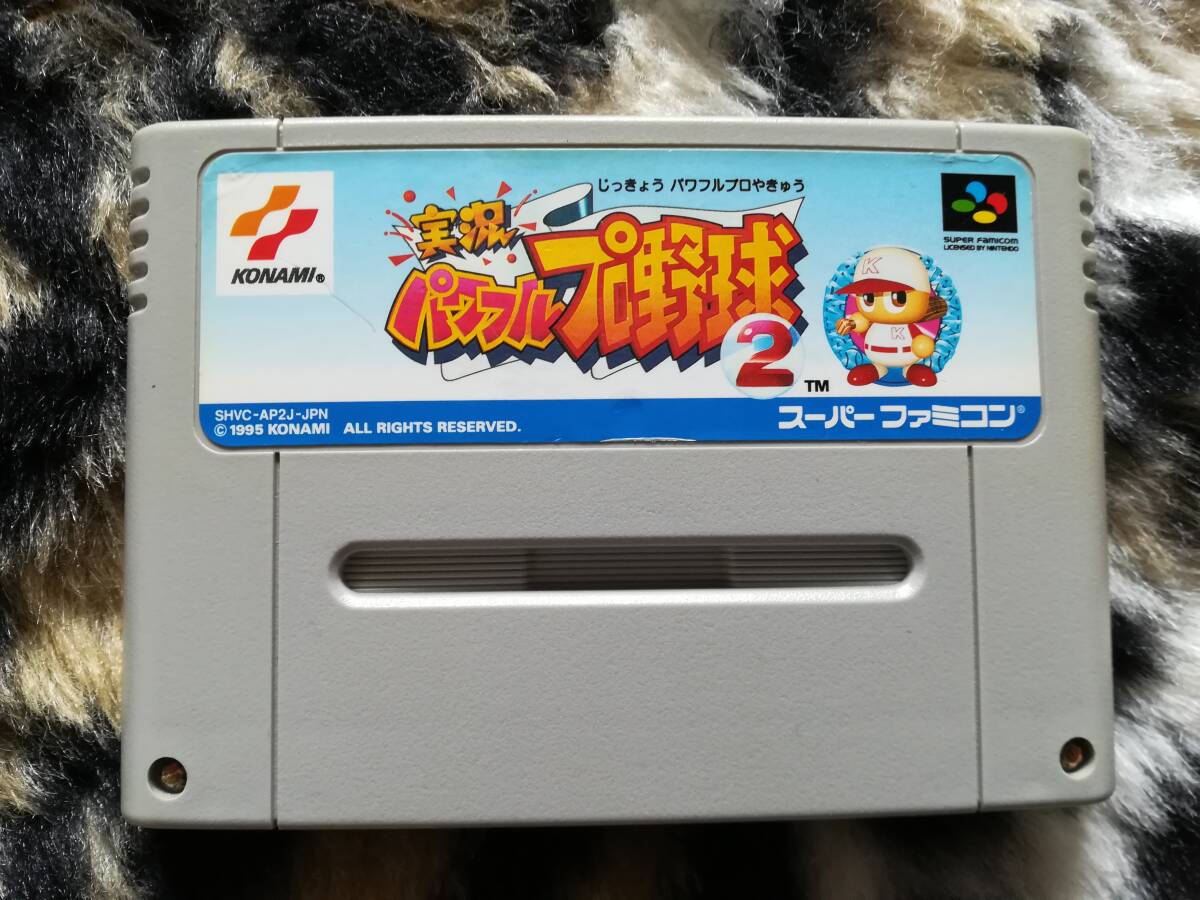 KONAMI®
じっきょう パワフルプロやきゅう
実況
パワフル
プロ野球
2
TM
K
K
SUPER FAMICOM
LICENSED BY NINTENDO
SHVC-AP2J-JPN
© 1995 KONAMI ALL RIGHTS RESERVED.
スーパーファミコン®